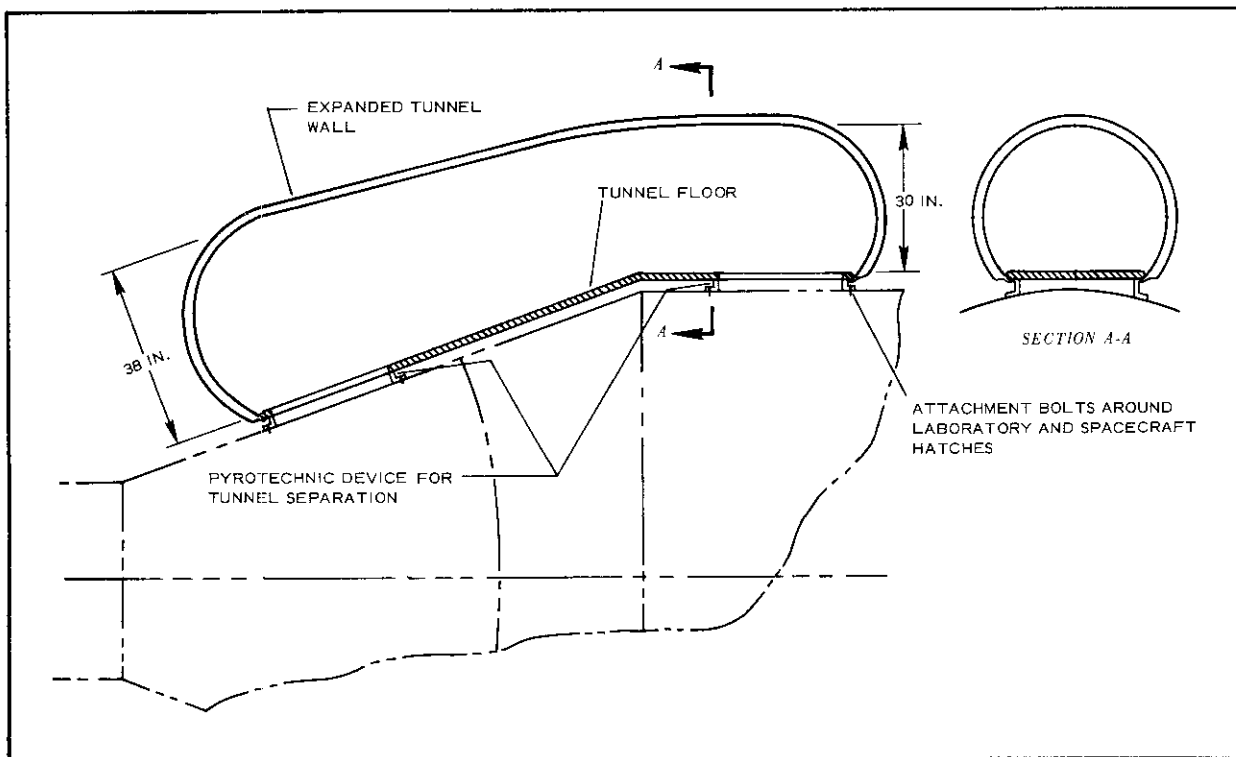 A
EXPANDED TUNNEL
WALL
TUNNEL FLOOR
30 IN.
38 IN.
A
SECTION A-A
ATTACHMENT BOLTS AROUND
LABORATORY AND SPACECRAFT
HATCHES
PYROTECHNIC DEVICE FOR
TUNNEL SEPARATION